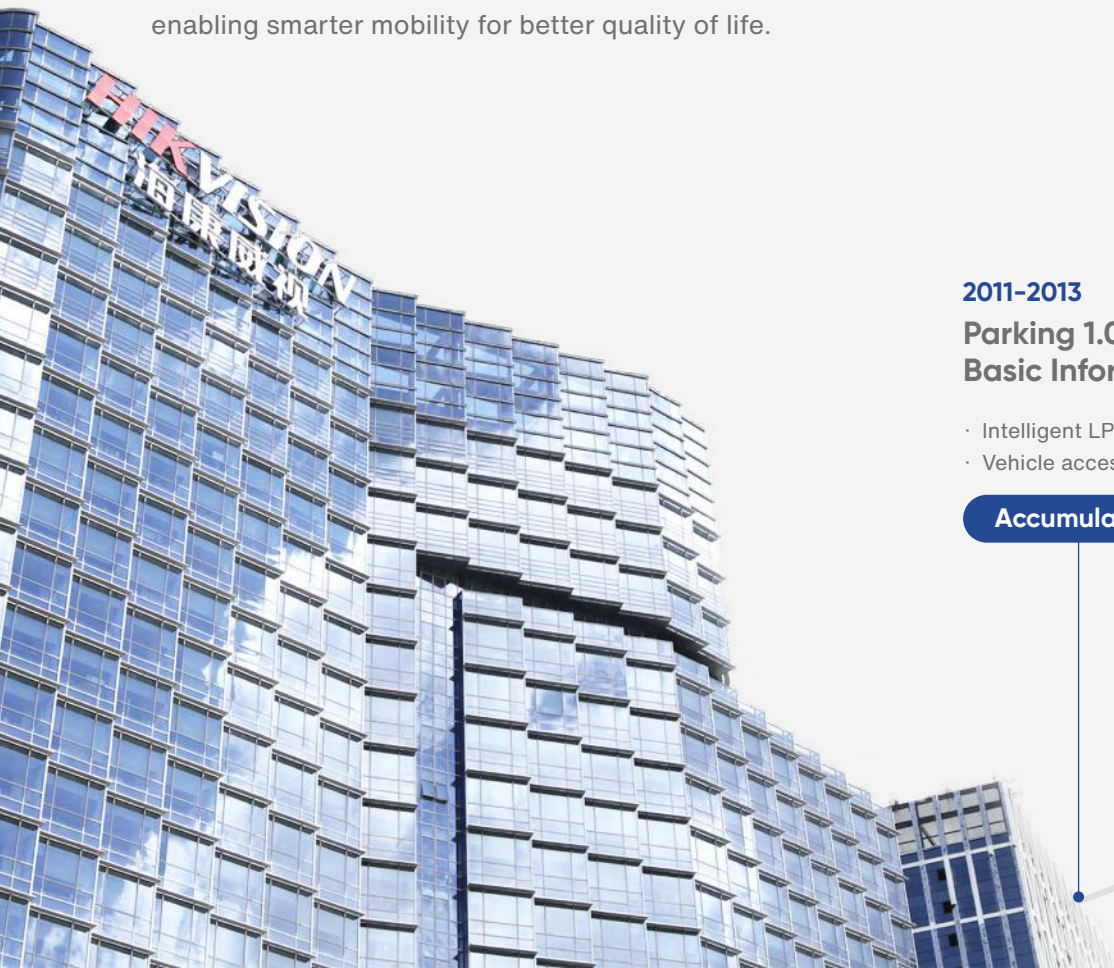 enabling smarter mobility for better quality of life.
HIKVISION
海康威视
2011-2013
Parking 1.0
Basic Infor
· Intelligent LP
· Vehicle acces
Accumula